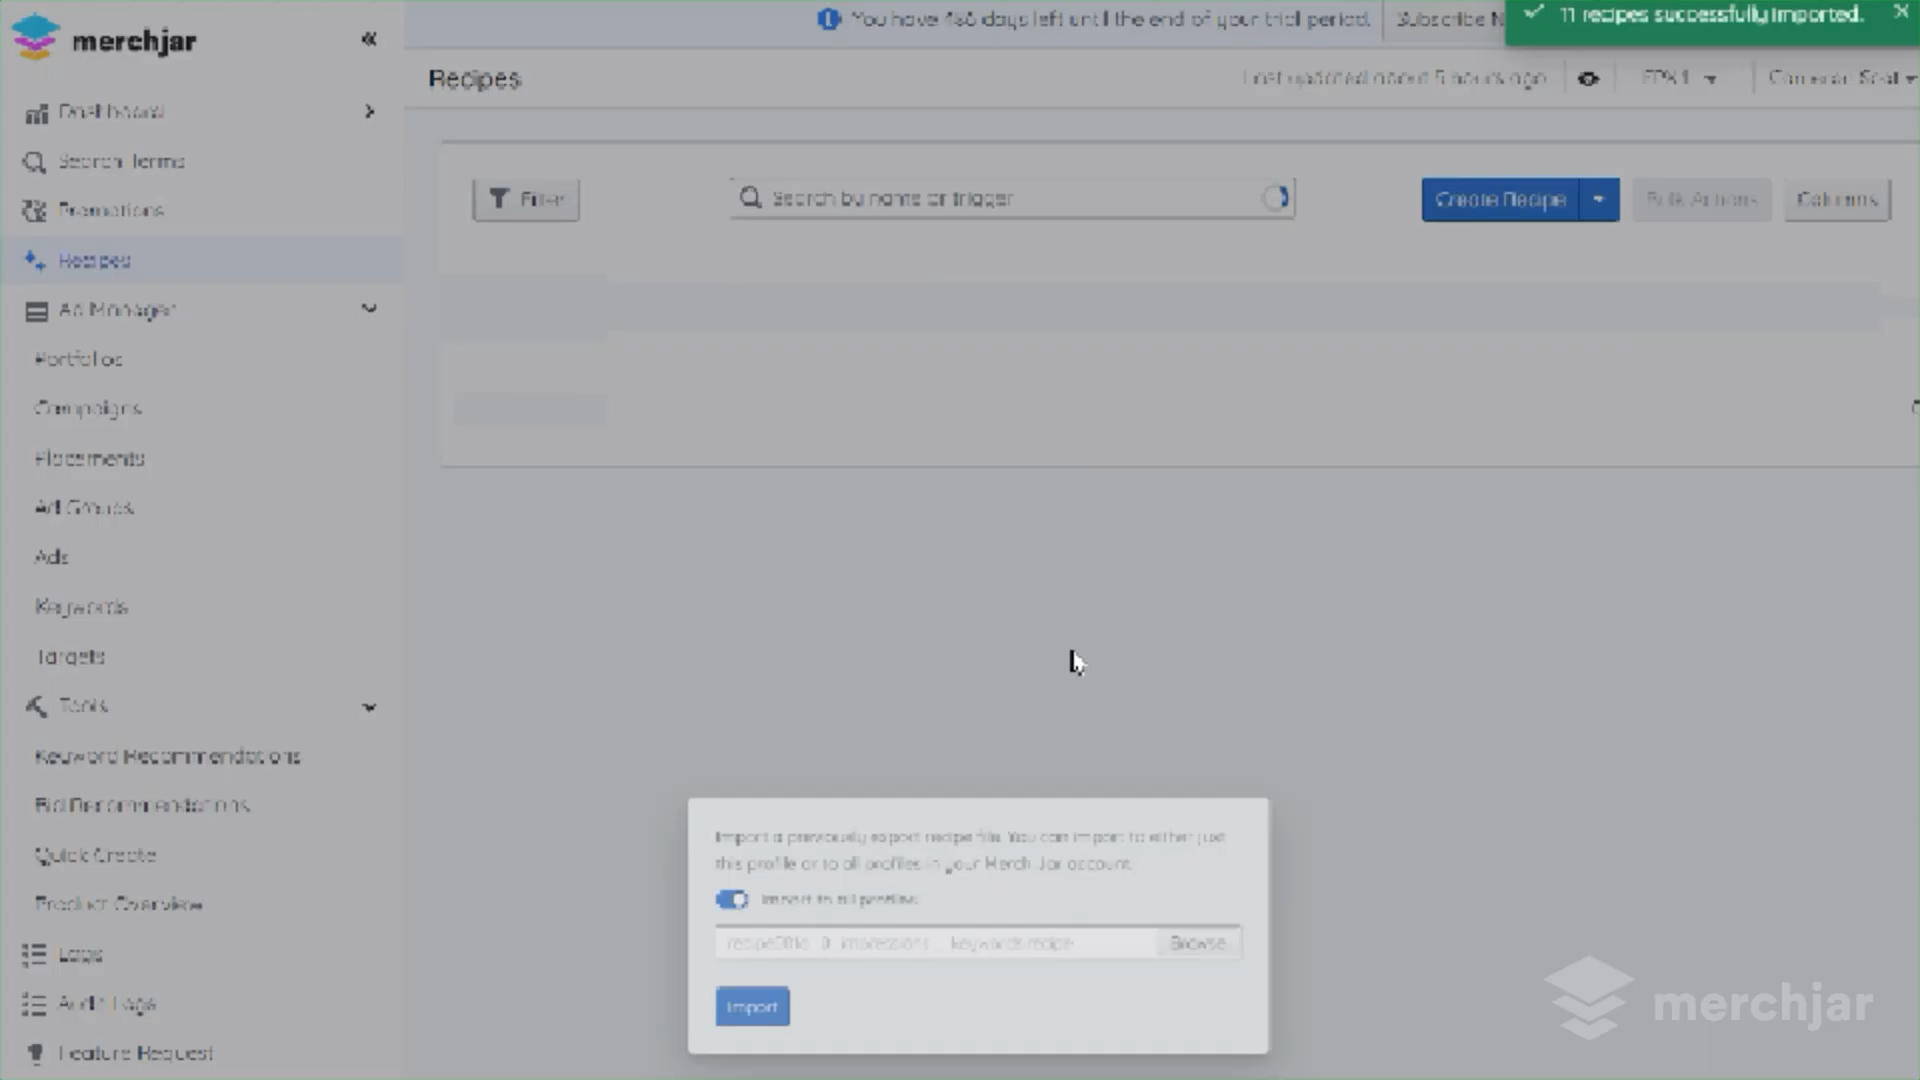 merchjar
You have days left until the end of your trial period.
Subscribe
11 recipes successfully imported.
Recipes
Last updated about 5 hours ago
Dashboard
Search Terms
Promotions
Recipes
Ad Manager
Portfolios
Campaigns
Placements
Ad Groups
Ads
Keywords
Targets
Tools
Keyword Recommendations
Bid Recommendations
Quick Create
Product Overview
Logs
Audit Logs
Feature Request
Filter
Search by name or trigger
Create Recipe
Bulk Actions
Columns
Import a previously export recipe file. You can import to either just
this profile or to all profiles in your Merch Jar account.
Import to all profiles
impressions keywords.recipe
Browse
Import
merchjar